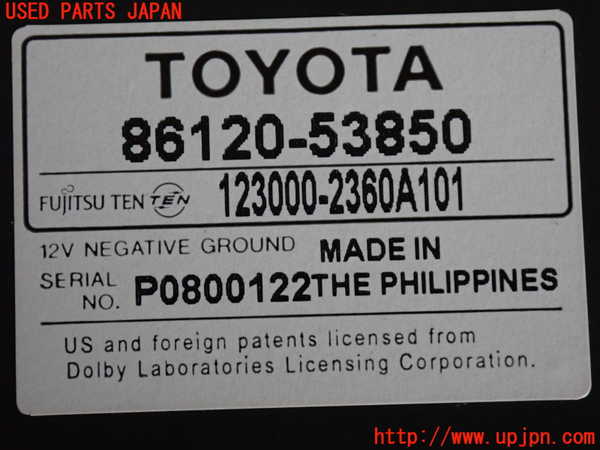 USED PARTS JAPAN
TOYOTA
86120-53850
FUJITSU TEN TEN 123000-2360A101
12V NEGATIVE GROUND MADE IN
SERIAL NO. P0800122 THE PHILIPPINES
US and foreign patents licensed from
Dolby Laboratories Licensing Corporation.
http://www.upjpn.com